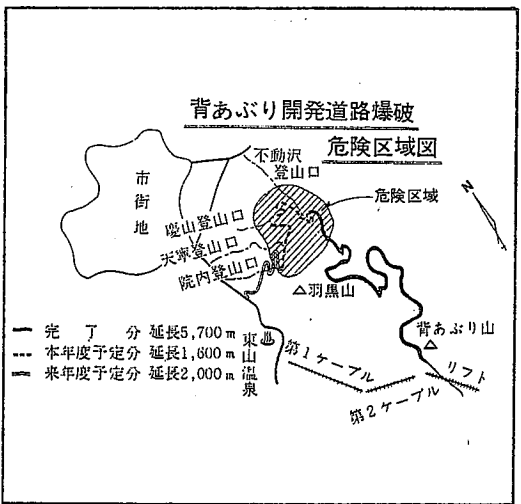 背あぶり開発道路爆破
危険区域図
不動沢
登山口
市街地
危険区域
N
慶山登山口
天寧登山口
院内登山口
△羽黒山
背あぶり山
△
完了分 延長5,700m
本年度予定分 延長1,600m
来年度予定分 延長2,000m
東山温泉
第1ケーブル
第2ケーブル
リフト